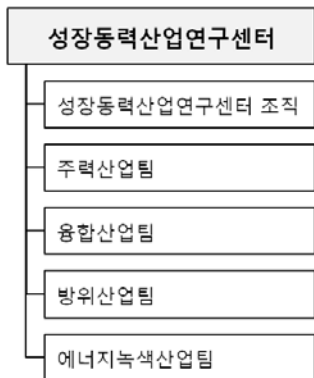 성장동력산업연구센터
성장동력산업연구센터 조직
주력산업팀
융합산업팀
방위산업팀
에너지녹색산업팀